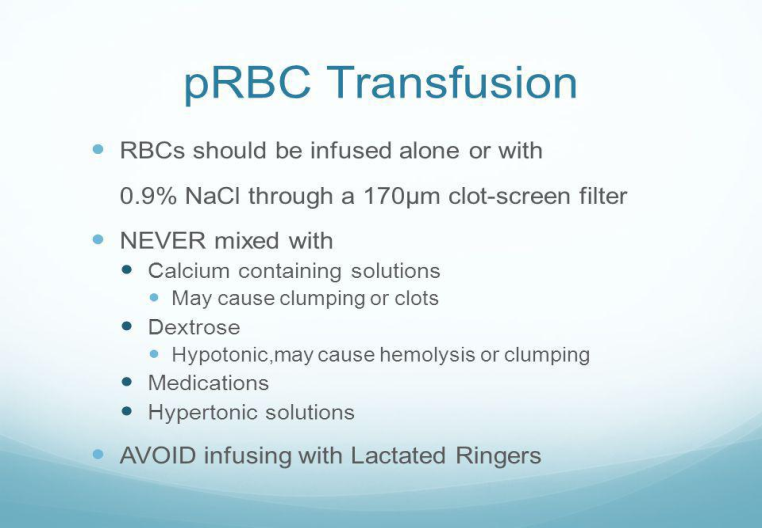 pRBC Transfusion
RBCs should be infused alone or with
0.9% NaCl through a 170µm clot-screen filter
NEVER mixed with
Calcium containing solutions
May cause clumping or clots
Dextrose
Hypotonic,may cause hemolysis or clumping
Medications
Hypertonic solutions
AVOID infusing with Lactated Ringers